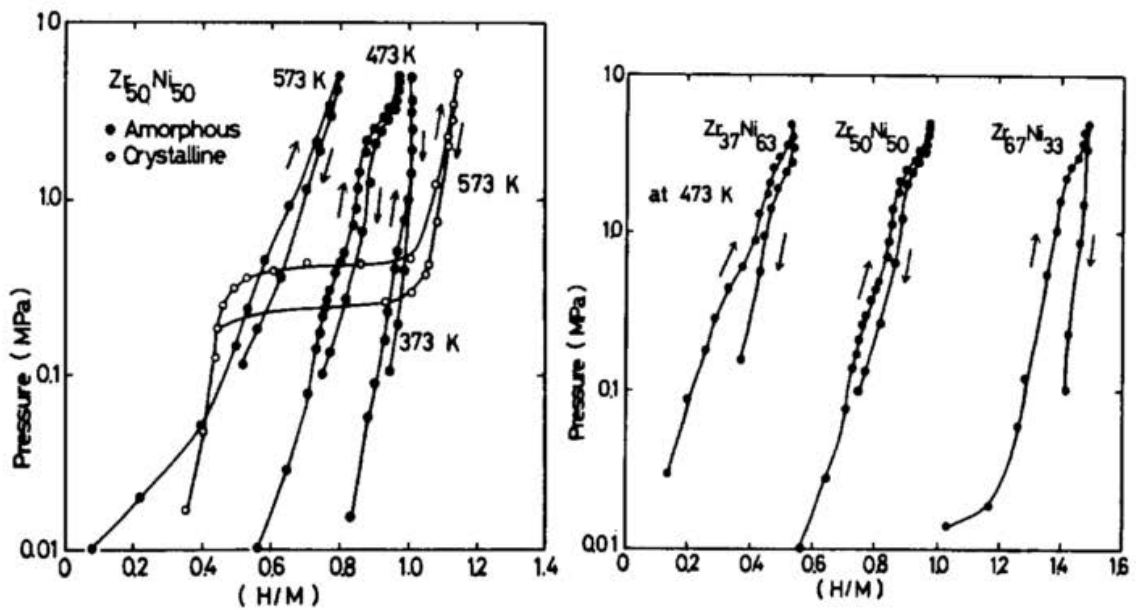 10
573 K
473 K
Zr50Ni50
● Amorphous
○ Crystalline
1.0
573 K
Pressure (MPa)
0.1
373 K
0.01
0 0.2 0.4 0.6 0.8 1.0 1.2 1.4
(H/M)
10
Zr37Ni63 Zr50Ni50 Zr67Ni33
at 473 K
1.0
Pressure (MPa)
0.1
0.01
0 0.2 0.4 0.6 0.8 1.0 1.2 1.4 1.6
(H/M)